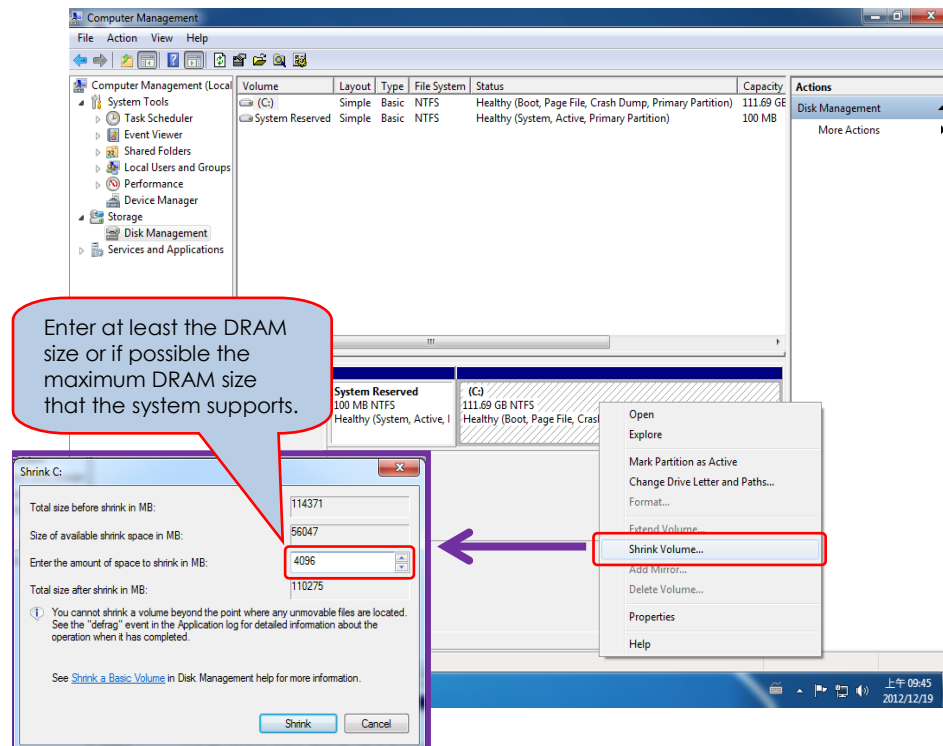 Computer Management
File Action View Help
Computer Management (Local
System Tools
Task Scheduler
Event Viewer
Shared Folders
Local Users and Groups
Performance
Device Manager
Storage
Disk Management
Services and Applications
Volume Layout Type File System Status Capacity
(C:) Simple Basic NTFS Healthy (Boot, Page File, Crash Dump, Primary Partition) 111.69 GB
System Reserved Simple Basic NTFS Healthy (System, Active, Primary Partition) 100 MB
Actions
Disk Management
More Actions
Enter at least the DRAM
size or if possible the
maximum DRAM size
that the system supports.
System Reserved
100 MB NTFS
Healthy (System, Active,
(C:)
111.69 GB NTFS
Healthy (Boot, Page File, Cras
Open
Explore
Mark Partition as Active
Change Drive Letter and Paths...
Format...
Extend Volume...
Shrink Volume...
Add Mirror...
Delete Volume...
Properties
Help
Shrink C:
Total size before shrink in MB: 114371
Size of available shrink space in MB: 56047
Enter the amount of space to shrink in MB: 4096
Total size after shrink in MB: 110275
You cannot shrink a volume beyond the point where any unmovable files are located.
See the "defrag" event in the Application log for detailed information about the
operation when it has completed.
See Shrink a Basic Volume in Disk Management help for more information.
Shrink Cancel
上午 09:45
2012/12/19